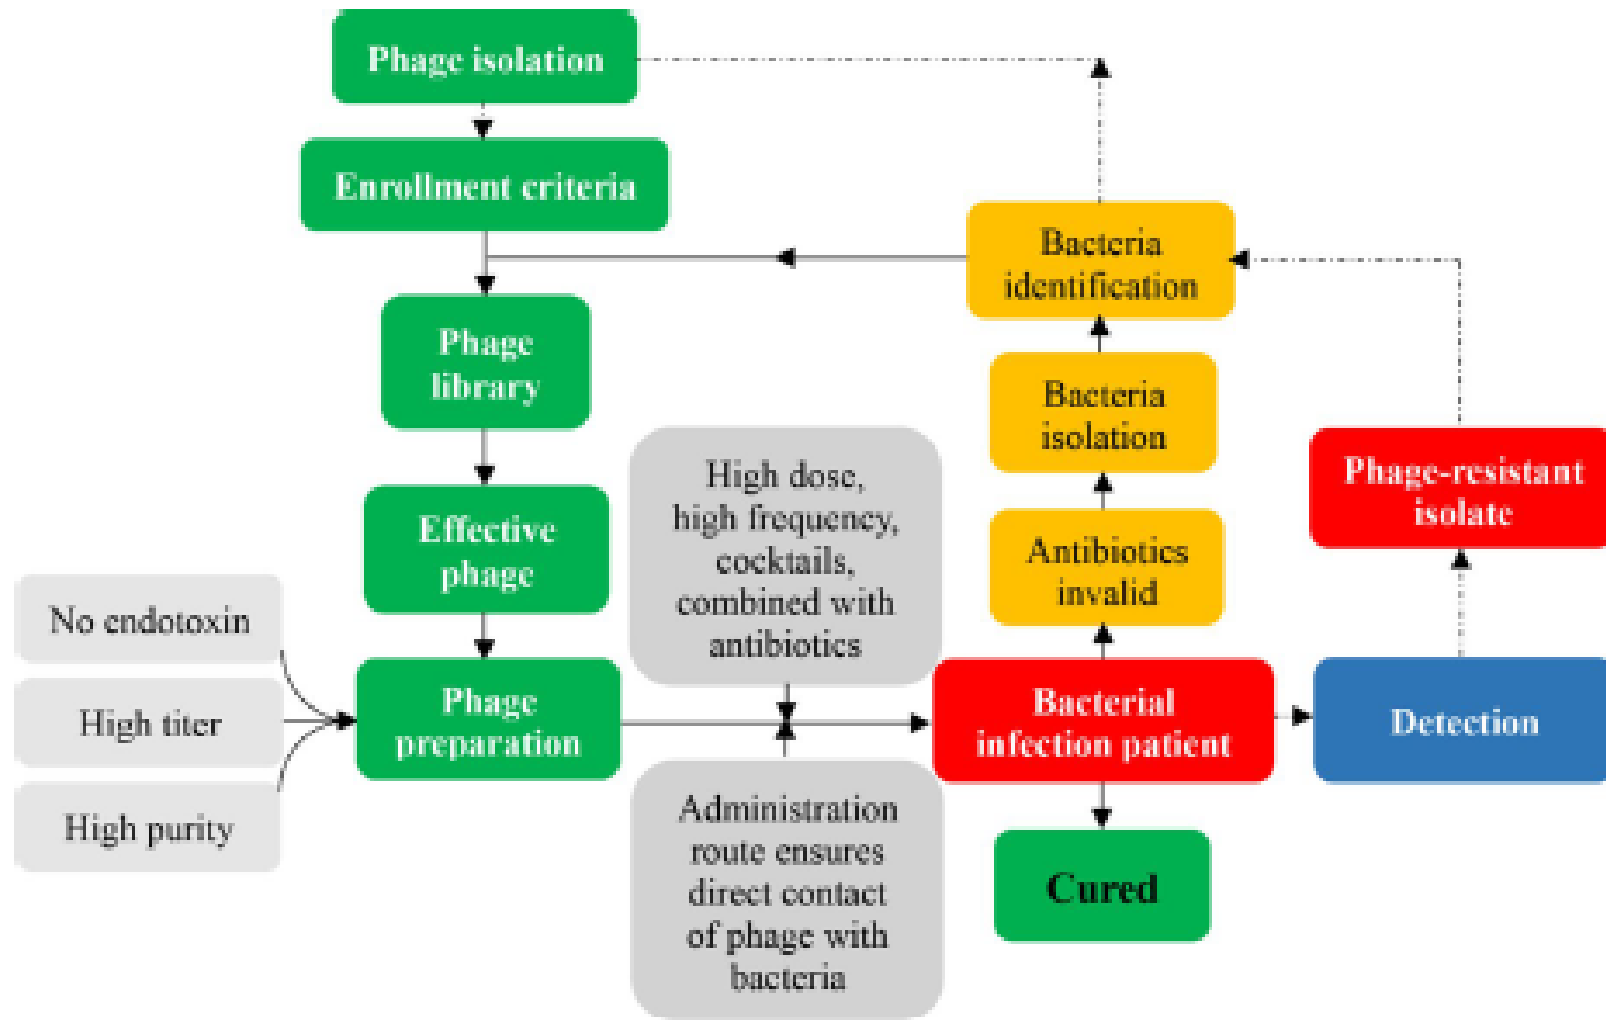 Phage isolation
Enrollment criteria
Bacteria
identification
Phage
library
Bacteria
isolation
High dose,
high frequency,
cocktails,
combined with
antibiotics
Phage-resistant
isolate
Effective
phage
Antibiotics
invalid
No endotoxin
High titer
High purity
Phage
preparation
Bacterial
infection patient
Detection
Administration
route ensures
direct contact
of phage with
bacteria
Cured